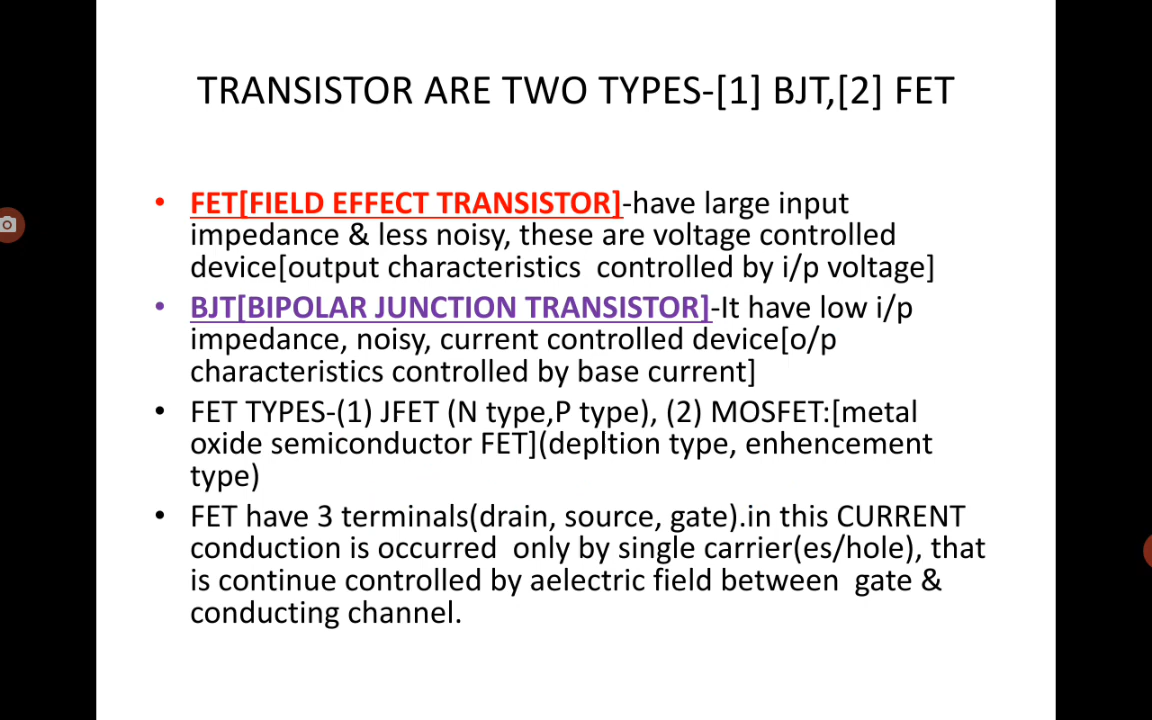 TRANSISTOR ARE TWO TYPES-[1] BJT,[2] FET
• FET[FIELD EFFECT TRANSISTOR]-have large input
impedance & less noisy, these are voltage controlled
device[output characteristics controlled by i/p voltage]
• BJT[BIPOLAR JUNCTION TRANSISTOR]-It have low i/p
impedance, noisy, current controlled device[o/p
characteristics controlled by base current]
• FET TYPES-(1) JFET (N type,P type), (2) MOSFET:[metal
oxide semiconductor FET](depltion type, enhencement
type)
• FET have 3 terminals(drain, source, gate).in this CURRENT
conduction is occurred only by single carrier(es/hole), that
is continue controlled by aelectric field between gate &
conducting channel.